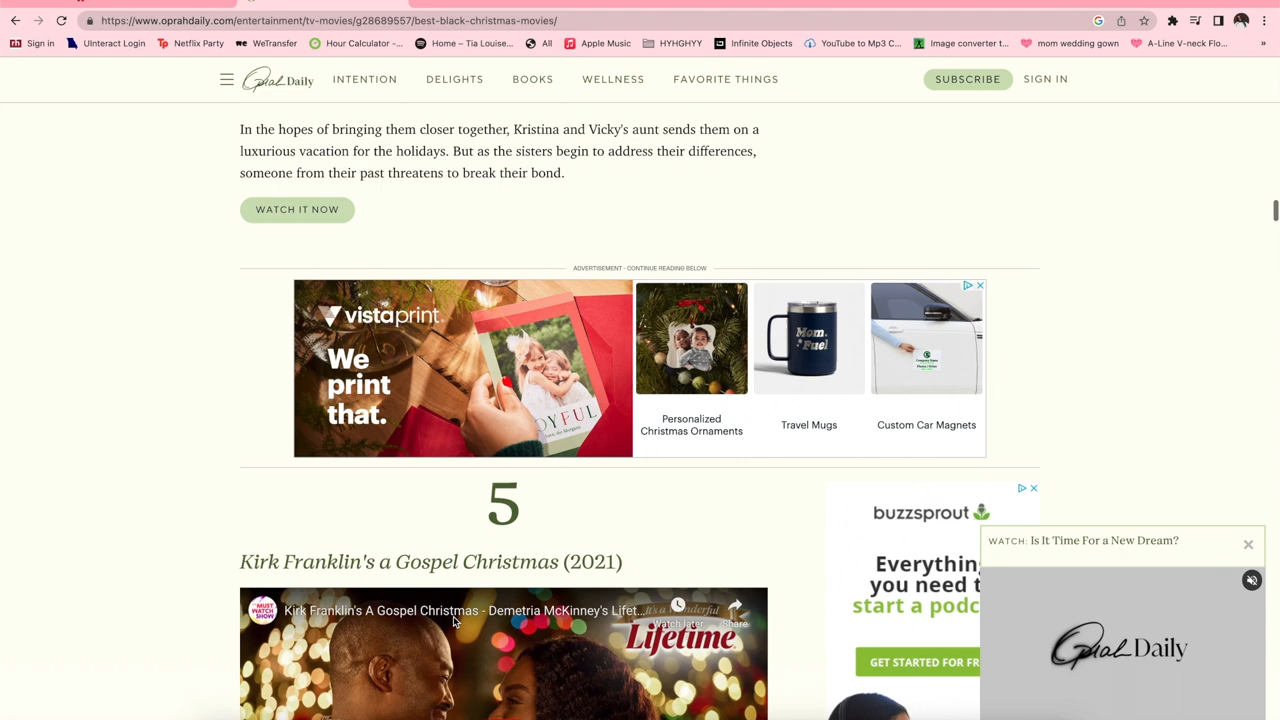 https://www.oprahdaily.com/entertainment/tv-movies/g28689557/best-black-christmas-movies/
rh Sign in UInteract Login Tp Netflix Party we WeTransfer Hour Calculator -... Home – Tia Louise... All Apple Music HYHGYY Infinite Objects YouTube to Mp3 C... Image converter t... mom wedding gown A-Line V-neck Flo... »
Oprah Daily INTENTION DELIGHTS BOOKS WELLNESS FAVORITE THINGS SUBSCRIBE SIGN IN
In the hopes of bringing them closer together, Kristina and Vicky's aunt sends them on a
luxurious vacation for the holidays. But as the sisters begin to address their differences,
someone from their past threatens to break their bond.
WATCH IT NOW
ADVERTISEMENT - CONTINUE READING BELOW
vistaprint
We
print
that.
JOYFUL
Mom
Fuel
Personalized
Christmas Ornaments
Travel Mugs
Custom Car Magnets
5
Kirk Franklin's a Gospel Christmas (2021)
THE MUST WATCH SHOW
Kirk Franklin's A Gospel Christmas - Demetria McKinney's Lifet...
Watch later
Share
It's a Wonderful
Lifetime
buzzsprout
Everything
you need t
start a podc
GET STARTED FOR FR
WATCH: Is It Time For a New Dream?
Oprah Daily